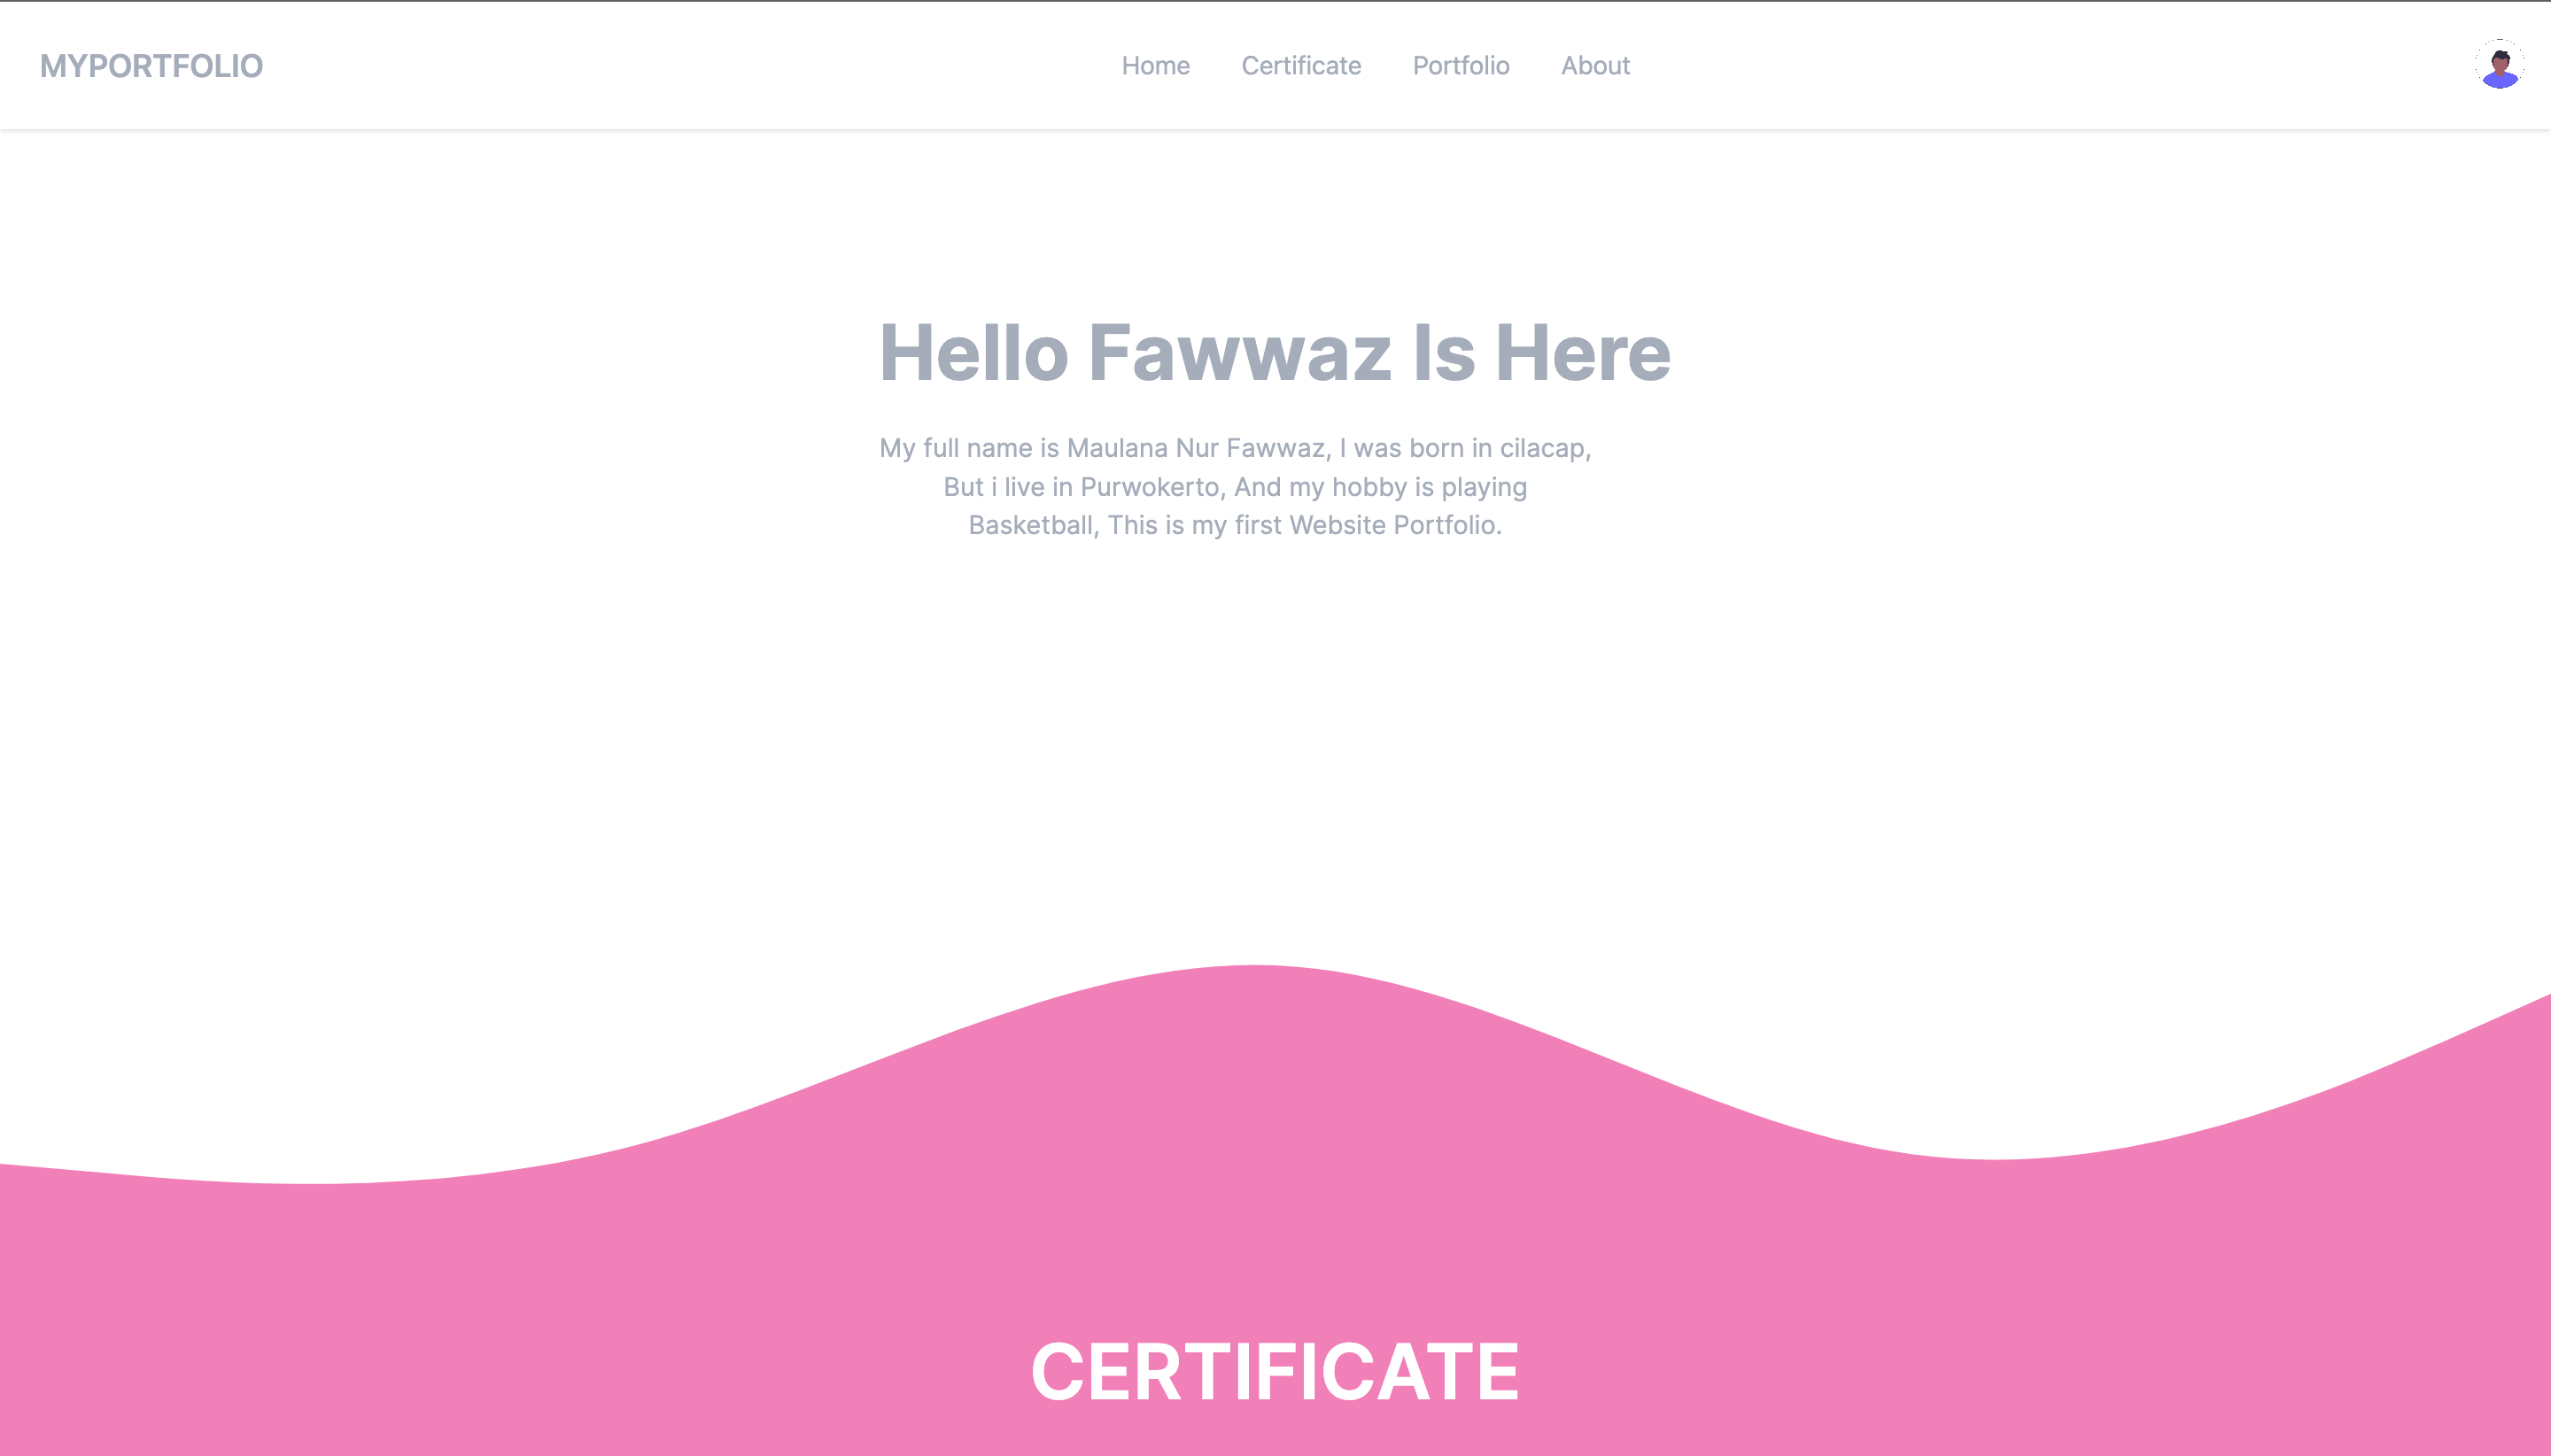 MYPORTFOLIO
Home Certificate Portfolio About
Hello Fawwaz Is Here
My full name is Maulana Nur Fawwaz, I was born in cilacap,
But i live in Purwokerto, And my hobby is playing
Basketball, This is my first Website Portfolio.
CERTIFICATE